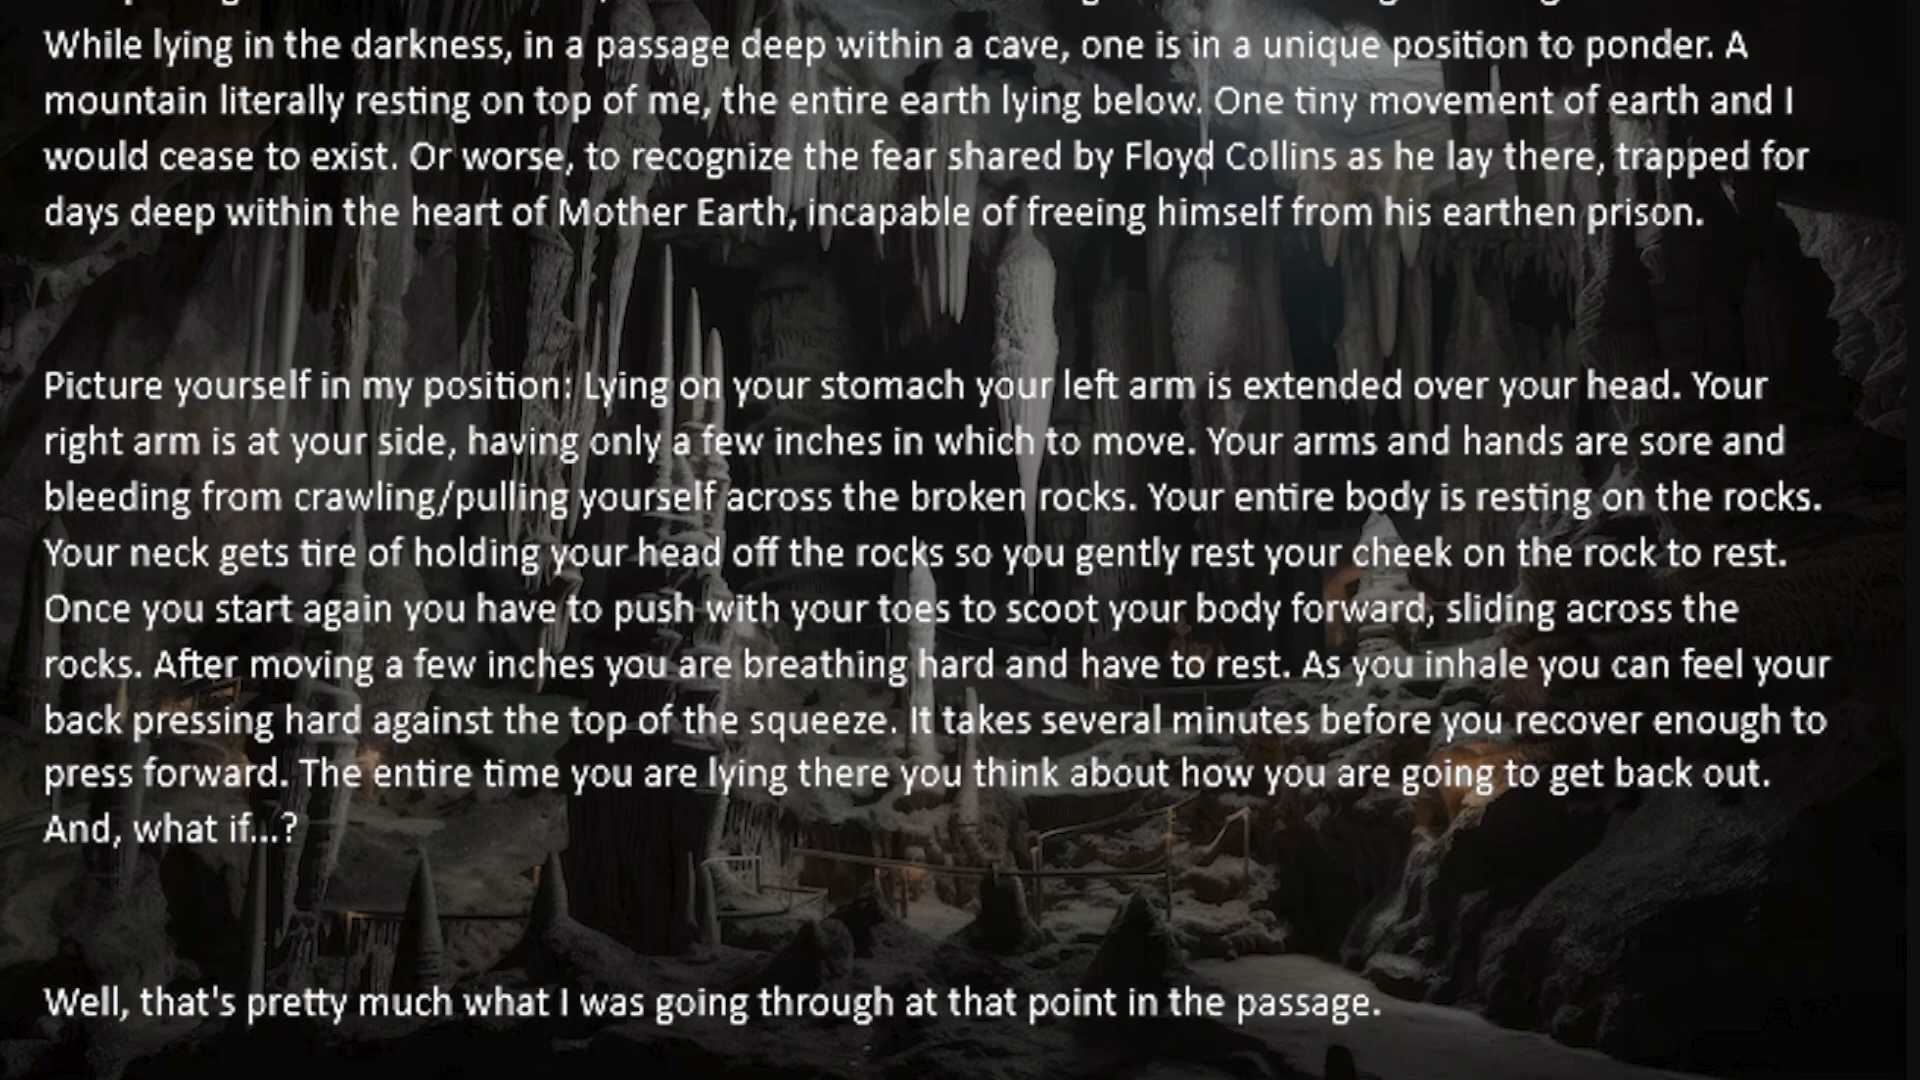 While lying in the darkness, in a passage deep within a cave, one is in a unique position to ponder. A
mountain literally resting on top of me, the entire earth lying below. One tiny movement of earth and I
would cease to exist. Or worse, to recognize the fear shared by Floyd Collins as he lay there, trapped for
days deep within the heart of Mother Earth, incapable of freeing himself from his earthen prison.
Picture yourself in my position: Lying on your stomach your left arm is extended over your head. Your
right arm is at your side, having only a few inches in which to move. Your arms and hands are sore and
bleeding from crawling/pulling yourself across the broken rocks. Your entire body is resting on the rocks.
Your neck gets tire of holding your head off the rocks so you gently rest your cheek on the rock to rest.
Once you start again you have to push with your toes to scoot your body forward, sliding across the
rocks. After moving a few inches you are breathing hard and have to rest. As you inhale you can feel your
back pressing hard against the top of the squeeze. It takes several minutes before you recover enough to
press forward. The entire time you are lying there you think about how you are going to get back out.
And, what if...?
Well, that's pretty much what I was going through at that point in the passage.